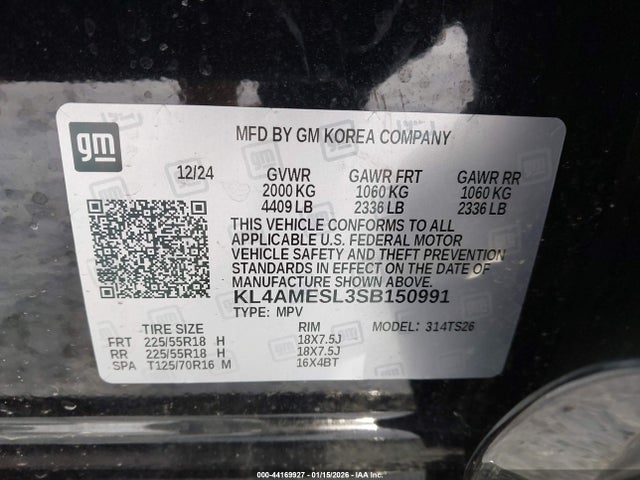 gm
MFD BY GM KOREA COMPANY
12/24 GVWR GAWR FRT GAWR RR
2000 KG 1060 KG 1060 KG
4409 LB 2336 LB 2336 LB
THIS VEHICLE CONFORMS TO ALL
APPLICABLE U.S. FEDERAL MOTOR
VEHICLE SAFETY AND THEFT PREVENTION
STANDARDS IN EFFECT ON THE DATE OF
MANUFACTURE SHOWN ABOVE.
KL4AMESL3SB150991
TYPE: MPV MODEL: 314TS26
TIRE SIZE RIM
FRT 225/55R18 H 18X7.5J
RR 225/55R18 H 18X7.5J
SPA T125/70R16 M 16X4BT
000-44169927 - 01/15/2026 - IAA Holdings, LLC